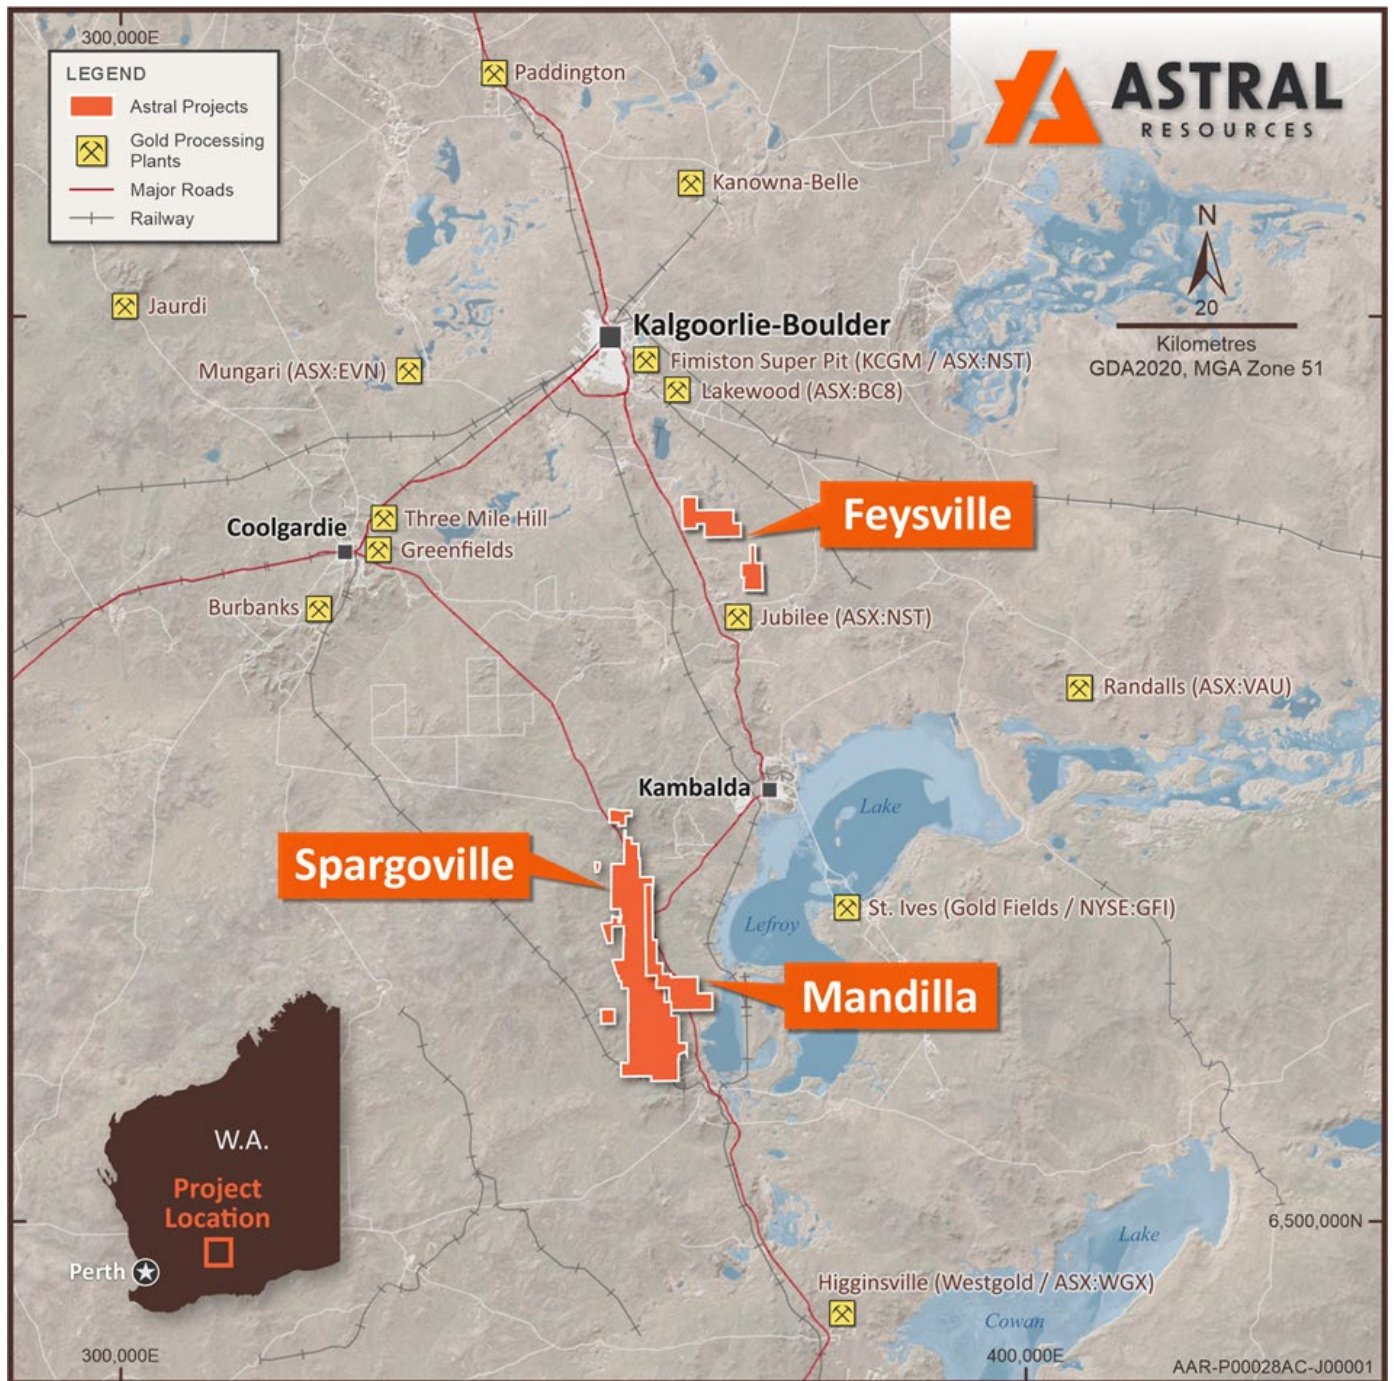 300,000E
LEGEND
Astral Projects
Gold Processing
Plants
Major Roads
Railway
ASTRAL
RESOURCES
Paddington
Kanowna-Belle
N
20
Kilometres
GDA2020, MGA Zone 51
Jaurdi
Kalgoorlie-Boulder
Fimiston Super Pit (KCGM / ASX:NST)
Mungari (ASX:EVN)
Lakewood (ASX:BC8)
Feysville
Three Mile Hill
Coolgardie
Greenfields
Burbanks
Jubilee (ASX:NST)
Randalls (ASX:VAU)
Kambalda
Lake
Spargoville
St. Ives (Gold Fields / NYSE:GFI)
Lefroy
Mandilla
W.A.
Project
Location
Perth
6,500,000N
Lake
Higginsville (Westgold / ASX:WGX)
Cowan
300,000E
400,000E
AAR-P00028AC-J00001